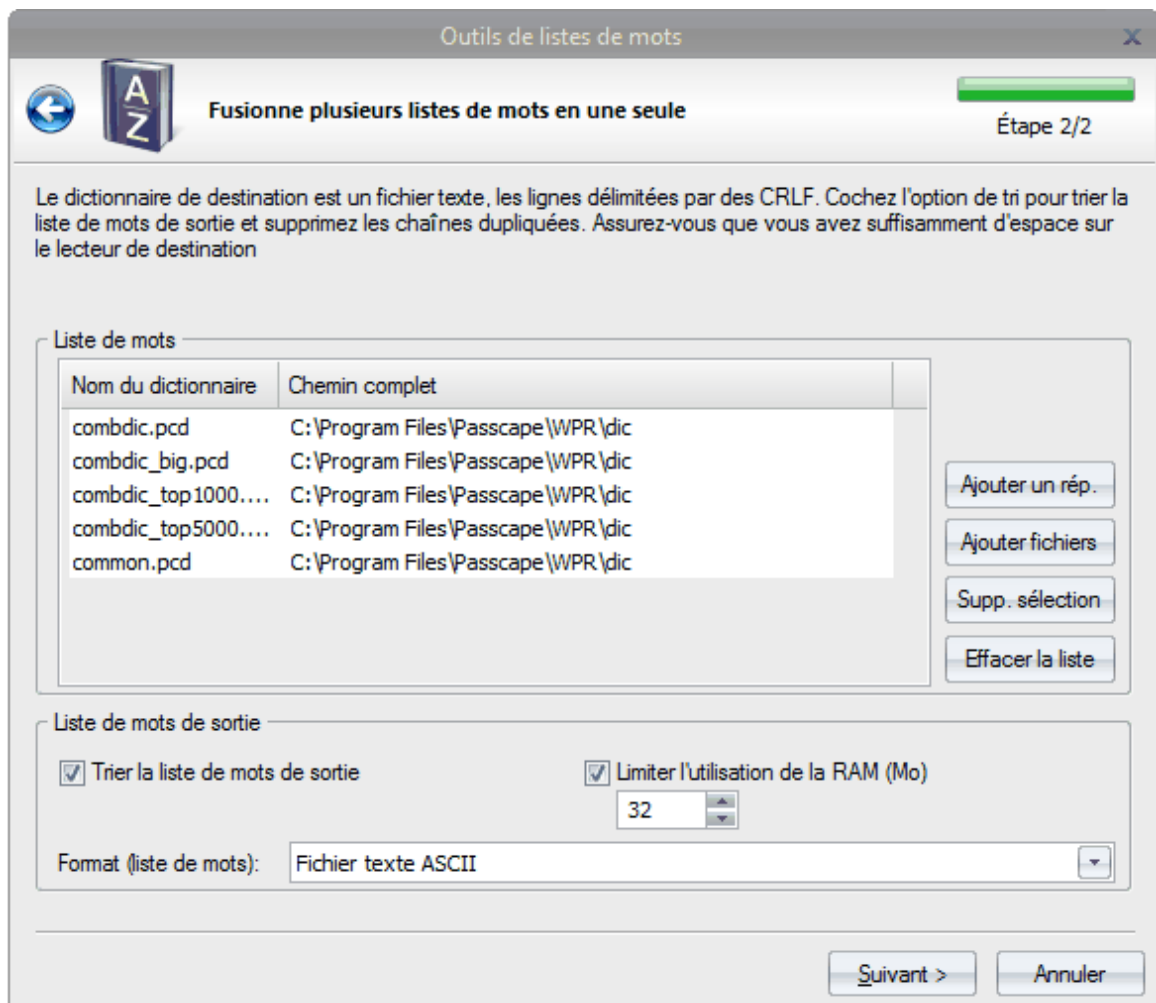 Outils de listes de mots
x
A
Z
Fusionne plusieurs listes de mots en une seule
Étape 2/2
Le dictionnaire de destination est un fichier texte, les lignes délimitées par des CRLF. Cochez l'option de tri pour trier la
liste de mots de sortie et supprimez les chaînes dupliquées. Assurez-vous que vous avez suffisamment d'espace sur
le lecteur de destination
Liste de mots
Nom du dictionnaire Chemin complet
combdic.pcd C:\Program Files\Passcape\WPR\dic
combdic_big.pcd C:\Program Files\Passcape\WPR\dic
combdic_top1000.... C:\Program Files\Passcape\WPR\dic
combdic_top5000.... C:\Program Files\Passcape\WPR\dic
common.pcd C:\Program Files\Passcape\WPR\dic
Ajouter un rép.
Ajouter fichiers
Supp. sélection
Effacer la liste
Liste de mots de sortie
Trier la liste de mots de sortie
Limiter l'utilisation de la RAM (Mo)
32
Format (liste de mots): Fichier texte ASCII
Suivant > Annuler